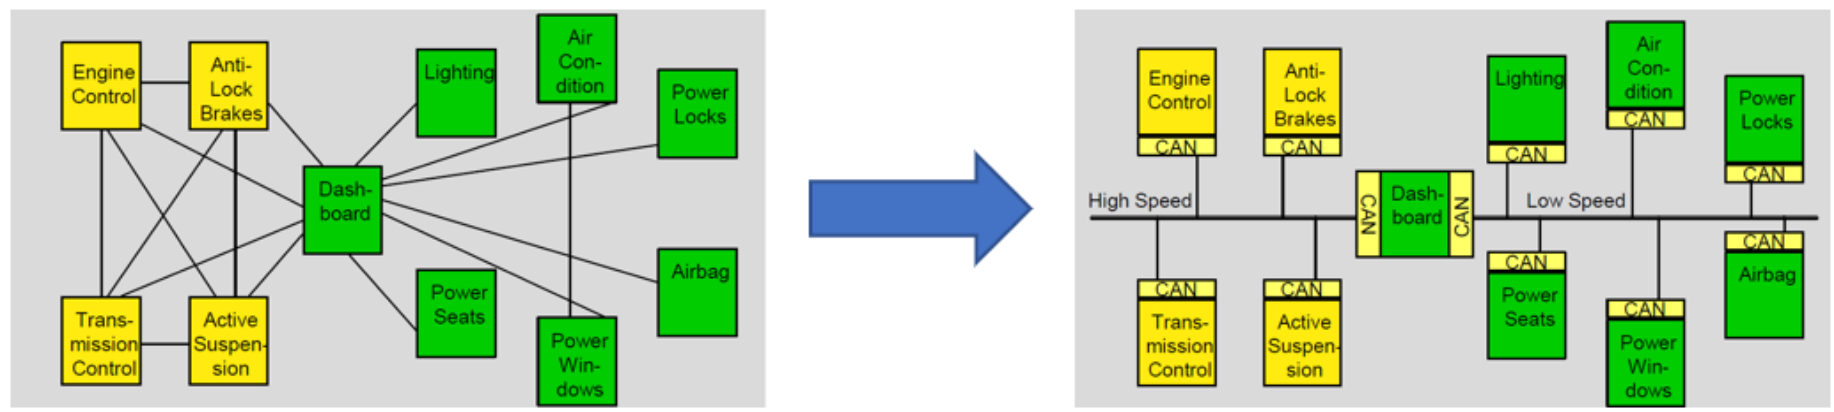 Engine
Control
Anti-
Lock
Brakes
Lighting
Air
Con-
dition
Power
Locks
Dash-
board
Trans-
mission
Control
Active
Suspen-
sion
Power
Seats
Power
Win-
dows
Airbag
Engine
Control
CAN
Anti-
Lock
Brakes
CAN
Lighting
CAN
Air
Con-
dition
CAN
Power
Locks
CAN
High Speed
CAN
Dash-
board
CAN
Low Speed
CAN
Trans-
mission
Control
CAN
Active
Suspen-
sion
CAN
Power
Seats
CAN
Power
Win-
dows
CAN
Airbag